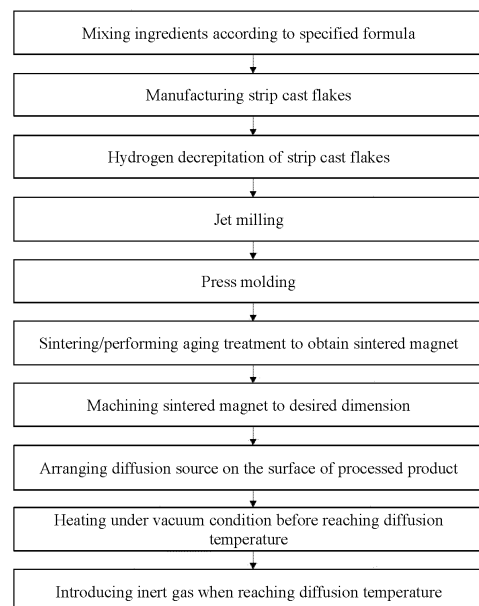 Mixing ingredients according to specified formula
Manufacturing strip cast flakes
Hydrogen decrepitation of strip cast flakes
Jet milling
Press molding
Sintering/performing aging treatment to obtain sintered magnet
Machining sintered magnet to desired dimension
Arranging diffusion source on the surface of processed product
Heating under vacuum condition before reaching diffusion
temperature
Introducing inert gas when reaching diffusion temperature